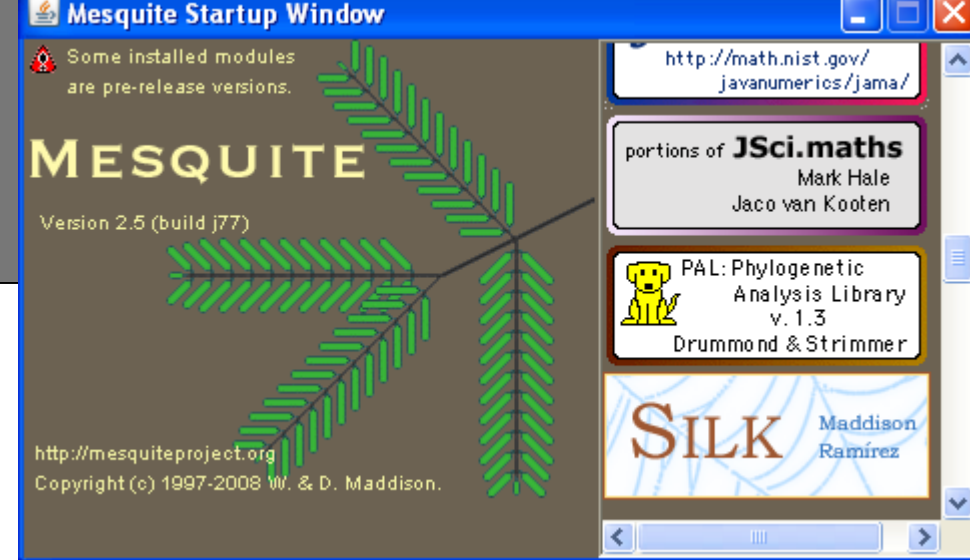 Mesquite Startup Window
Some installed modules
are pre-release versions.
MESQUITE
Version 2.5 (build j77)
http://mesquiteproject.org
Copyright (c) 1997-2008 W. & D. Maddison.
http://math.nist.gov/
javanumerics/jama/
portions of JSci.maths
Mark Hale
Jaco van Kooten
PAL: Phylogenetic
Analysis Library
v. 1.3
Drummond & Strimmer
SILK
Maddison
Ramírez